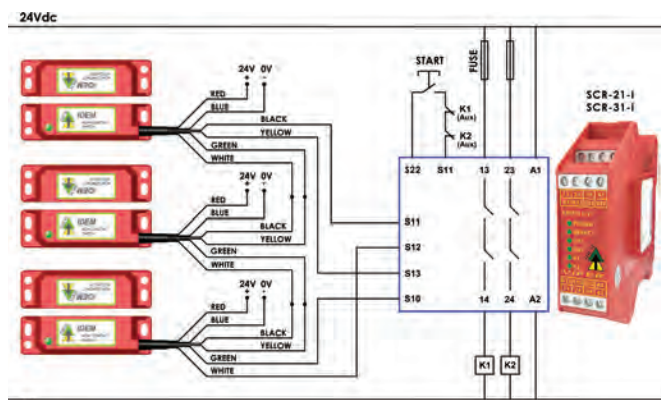 24Vdc
24V 0V
RED
BLUE
BLACK
YELLOW
GREEN
WHITE
IDEM
24V 0V
RED
BLUE
BLACK
YELLOW
GREEN
WHITE
IDEM
24V 0V
RED
BLUE
BLACK
YELLOW
GREEN
WHITE
IDEM
START
FUSE
K1
(Aux)
K2
(Aux)
SCR-21-i
SCR-31-i
S22 S11 13 23 A1
S11
S12
S13
S10
14 24 A2
K1 K2